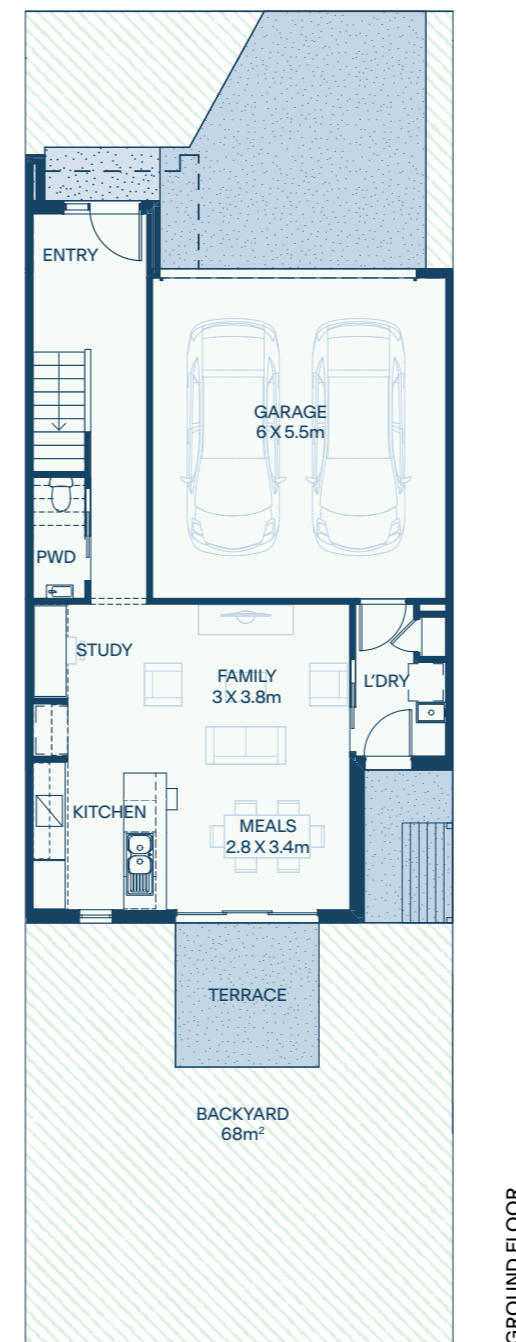 ENTRY
GARAGE
6 X 5.5m
PWD
STUDY
FAMILY
3 X 3.8m
L'DRY
KITCHEN
MEALS
2.8 X 3.4m
TERRACE
BACKYARD
68m²
GROUND FLOOR